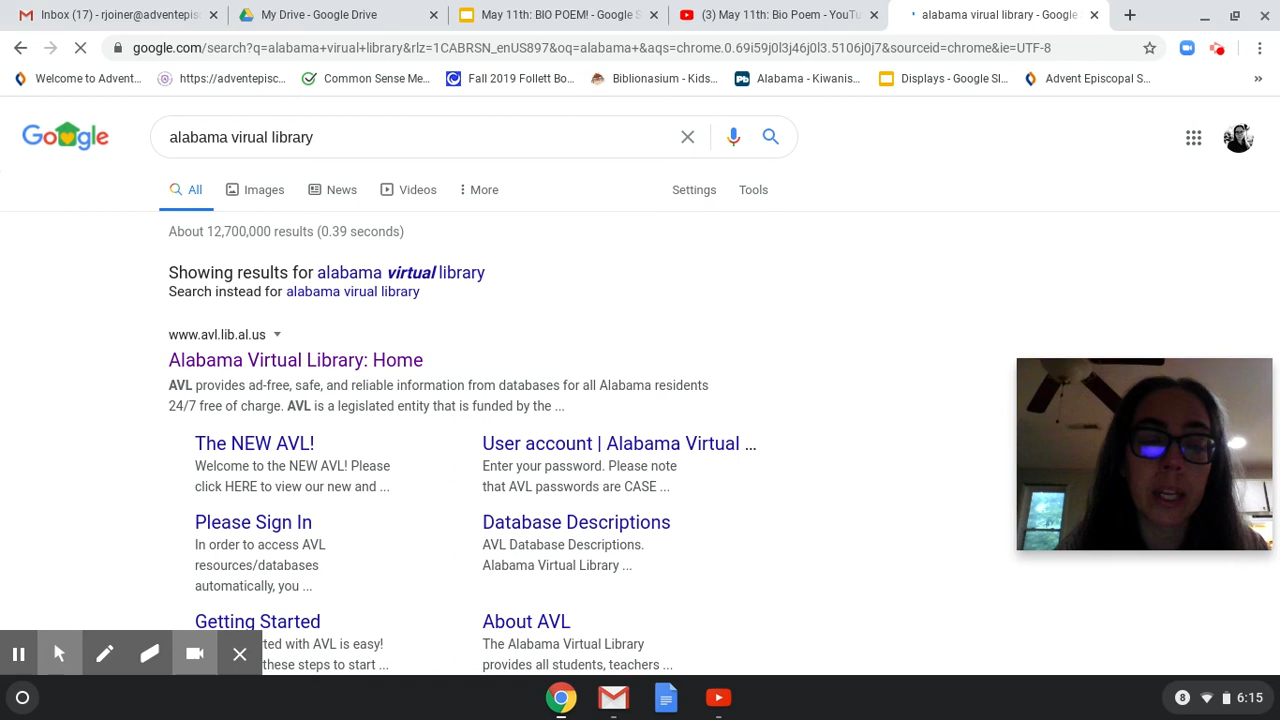 Inbox (17) - rjoiner@adventepis
My Drive - Google Drive
May 11th: BIO POEM! - Google S
(3) May 11th: Bio Poem - YouTu
alabama virtual library - Google
google.com/search?q=alabama+virual+library&rlz=1CABRSN_enUS897&oq=alabama+&aqs=chrome.0.69i59j0l3j46j0l3.5106j0j7&sourceid=chrome&ie=UTF-8
Welcome to Advent...
https://adventepisc...
Common Sense Me...
Fall 2019 Follett Bo...
Biblionasium - Kids...
Alabama - Kiwanis...
Displays - Google Sl...
Advent Episcopal S...
»
Google
alabama virual library
All
Images
News
Videos
More
Settings
Tools
About 12,700,000 results (0.39 seconds)
Showing results for alabama virtual library
Search instead for alabama virual library
www.avl.lib.al.us
Alabama Virtual Library: Home
AVL provides ad-free, safe, and reliable information from databases for all Alabama residents
24/7 free of charge. AVL is a legislated entity that is funded by the ...
The NEW AVL!
Welcome to the NEW AVL! Please
click HERE to view our new and ...
User account | Alabama Virtual ...
Enter your password. Please note
that AVL passwords are CASE ...
Please Sign In
In order to access AVL
resources/databases
automatically, you ...
Database Descriptions
AVL Database Descriptions.
Alabama Virtual Library ...
Getting Started
rted with AVL is easy!
these steps to start ...
About AVL
The Alabama Virtual Library
provides all students, teachers ...
8
6:15